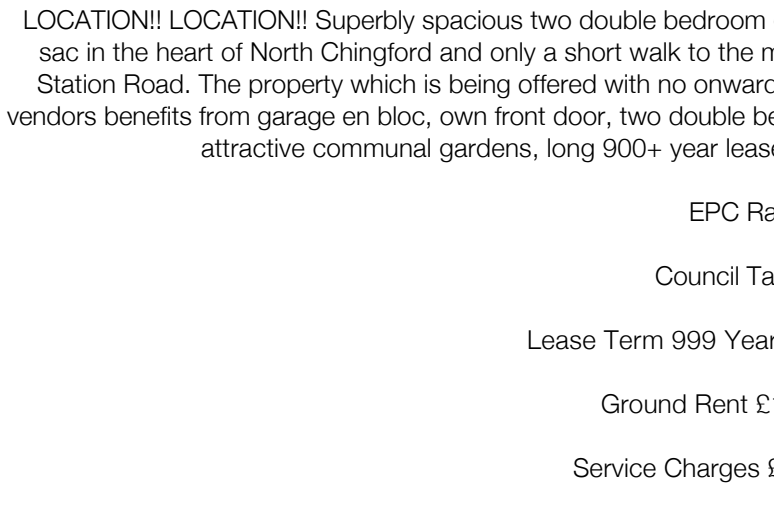 LOCATION!! LOCATION!! Superbly spacious two double bedroom
sac in the heart of North Chingford and only a short walk to the
Station Road. The property which is being offered with no onward
vendors benefits from garage en bloc, own front door, two double
attractive communal gardens, long 900+ year lease
EPC
Council
Lease Term 999 Year
Ground Rent
Service Charges